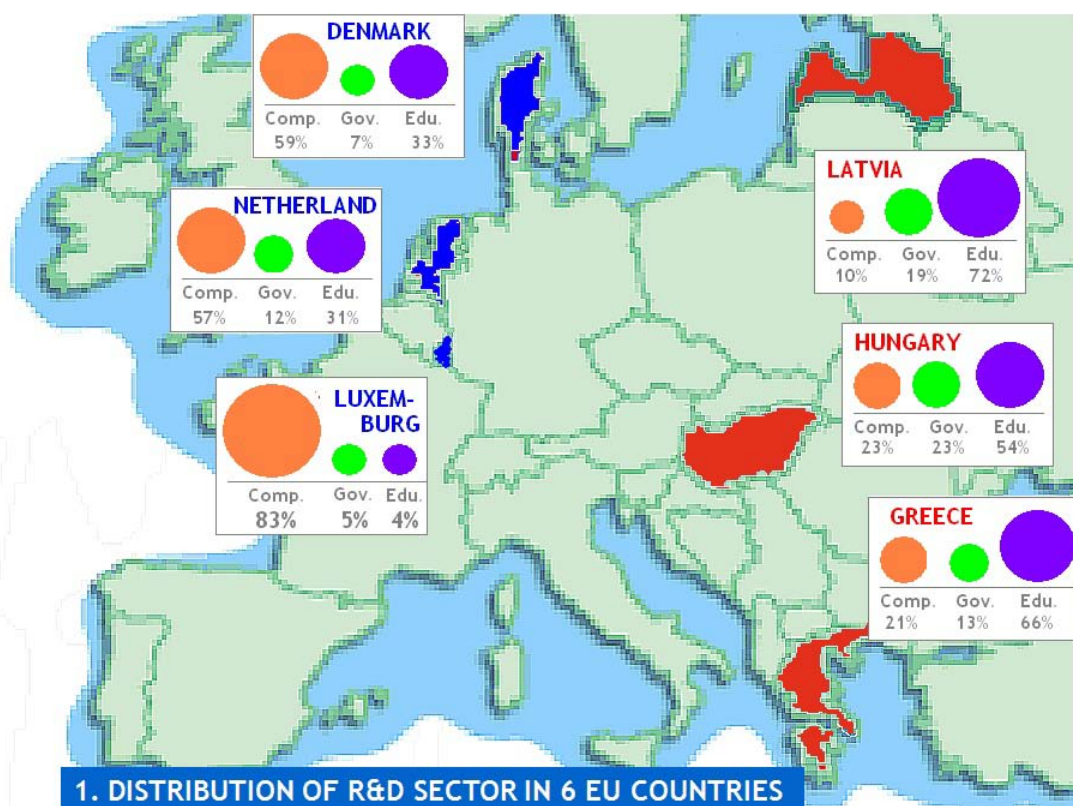 DENMARK
Comp. Gov. Edu.
59% 7% 33%
NETHERLAND
Comp. Gov. Edu.
57% 12% 31%
LUXEM-
BURG
Comp. Gov. Edu.
83% 5% 4%
LATVIA
Comp. Gov. Edu.
10% 19% 72%
HUNGARY
Comp. Gov. Edu.
23% 23% 54%
GREECE
Comp. Gov. Edu.
21% 13% 66%
1. DISTRIBUTION OF R&D SECTOR IN 6 EU COUNTRIES